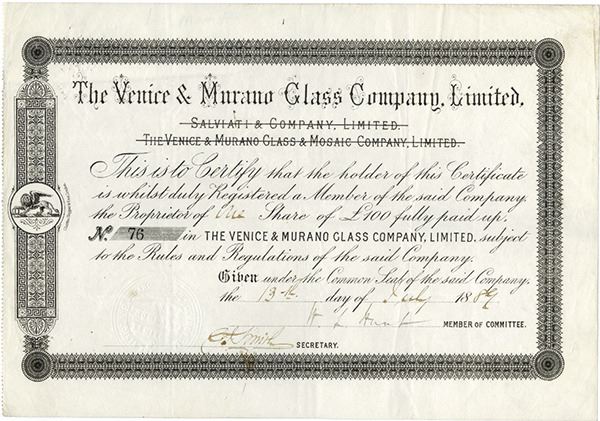 The Venice & Murano Glass Company, Limited.
SALVIATI & COMPANY, LIMITED.
THE VENICE & MURANO GLASS & MOSAIC COMPANY, LIMITED.
This is to Certify that the holder of this Certificate
is whilst duly Registered a Member of the said Company.
the Proprietor of One Share of £100 fully paid up,
No. 76 in THE VENICE & MURANO GLASS COMPANY, LIMITED. subject
to the Rules and Regulations of the said Company.
Given under the Common Seal of the said Company,
the 13th day of July 1889
MEMBER OF COMMITTEE.
Smith SECRETARY.